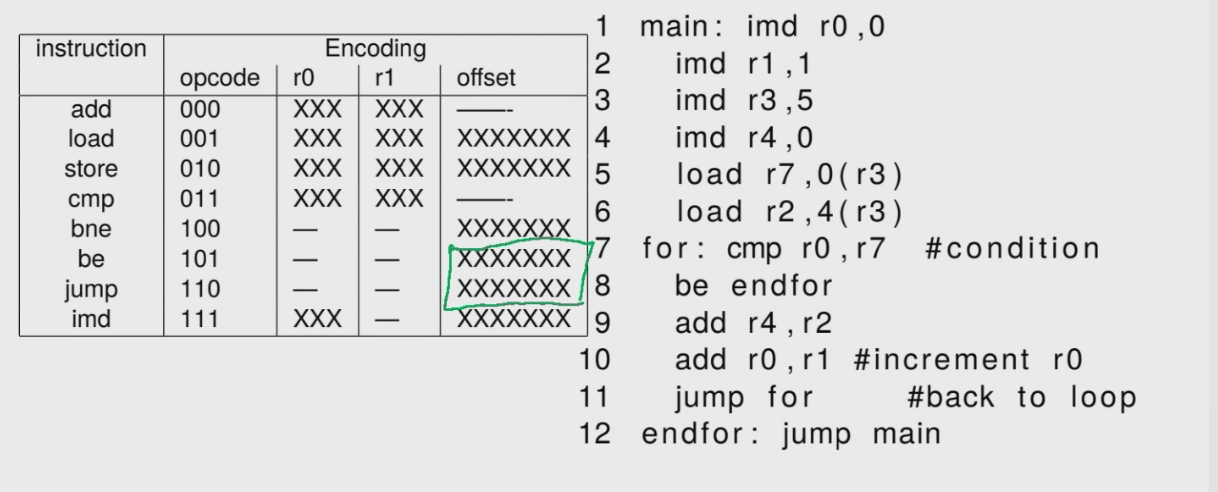 instruction Encoding
opcode r0 r1 offset
add 000 XXX XXX ——-
load 001 XXX XXX XXXXXXX
store 010 XXX XXX XXXXXXX
cmp 011 XXX XXX ——-
bne 100 — — XXXXXXX
be 101 — — XXXXXXX
jump 110 — — XXXXXXX
imd 111 XXX — XXXXXXX
1 main: imd r0,0
2 imd r1,1
3 imd r3,5
4 imd r4,0
5 load r7,0(r3)
6 load r2,4(r3)
7 for: cmp r0,r7 #condition
8 be endfor
9 add r4,r2
10 add r0,r1 #increment r0
11 jump for #back to loop
12 endfor: jump main